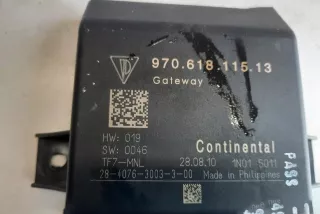 970.618.115.13
Gateway
HW: 019
SW: 0046
Continental
TF7-MNL 28.08.10 1N01 5011
28-4076-3003-3-00 Made in Philippines
PASS